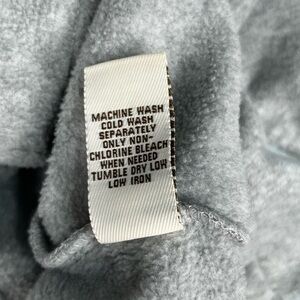 MACHINE WASH
COLD WASH
SEPARATELY
ONLY NON-
CHLORINE BLEACH
WHEN NEEDED
TUMBLE DRY LOW
LOW IRON